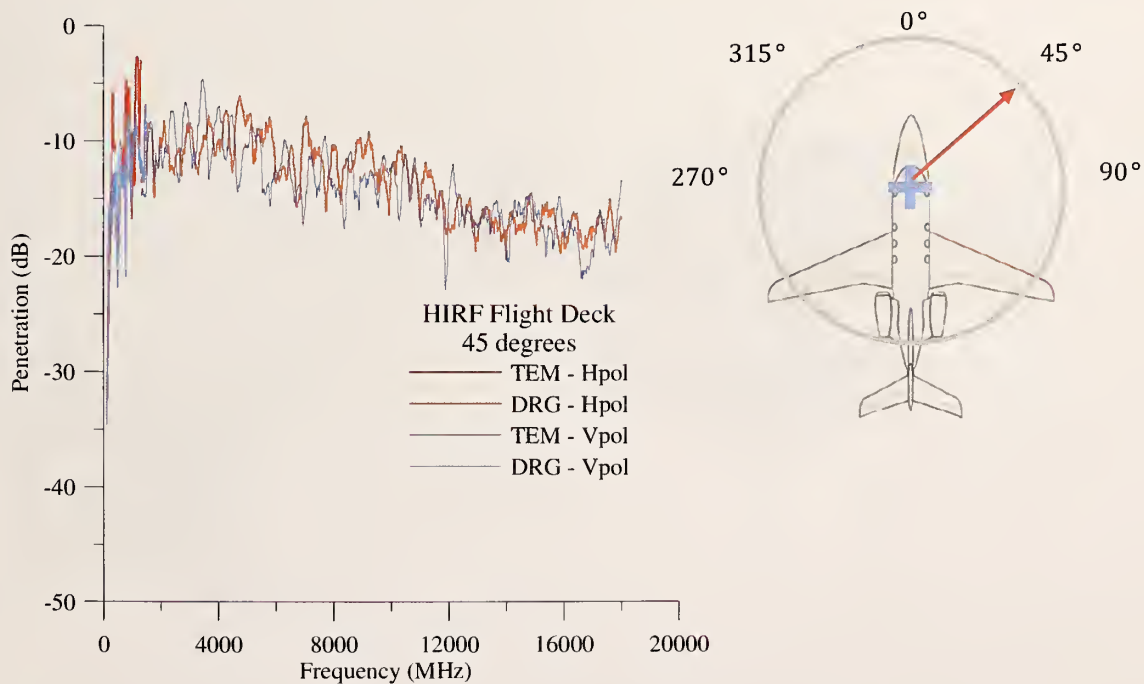 0
-10
-20
-30
-40
-50
Penetration (dB)
0
4000
8000
12000
16000
20000
Frequency (MHz)
HIRF Flight Deck
45 degrees
TEM - Hpol
DRG - Hpol
TEM - Vpol
DRG - Vpol
0°
315°
45°
270°
90°